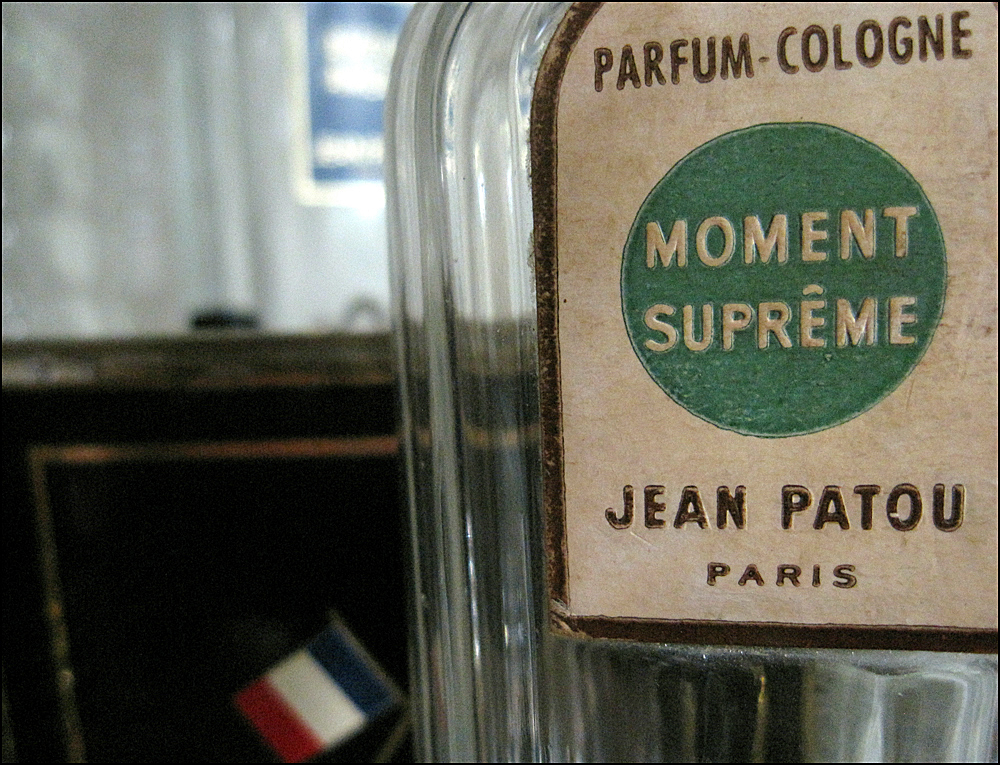 PARFUM-COLOGNE
MOMENT
SUPRÊME
JEAN PATOU
PARIS